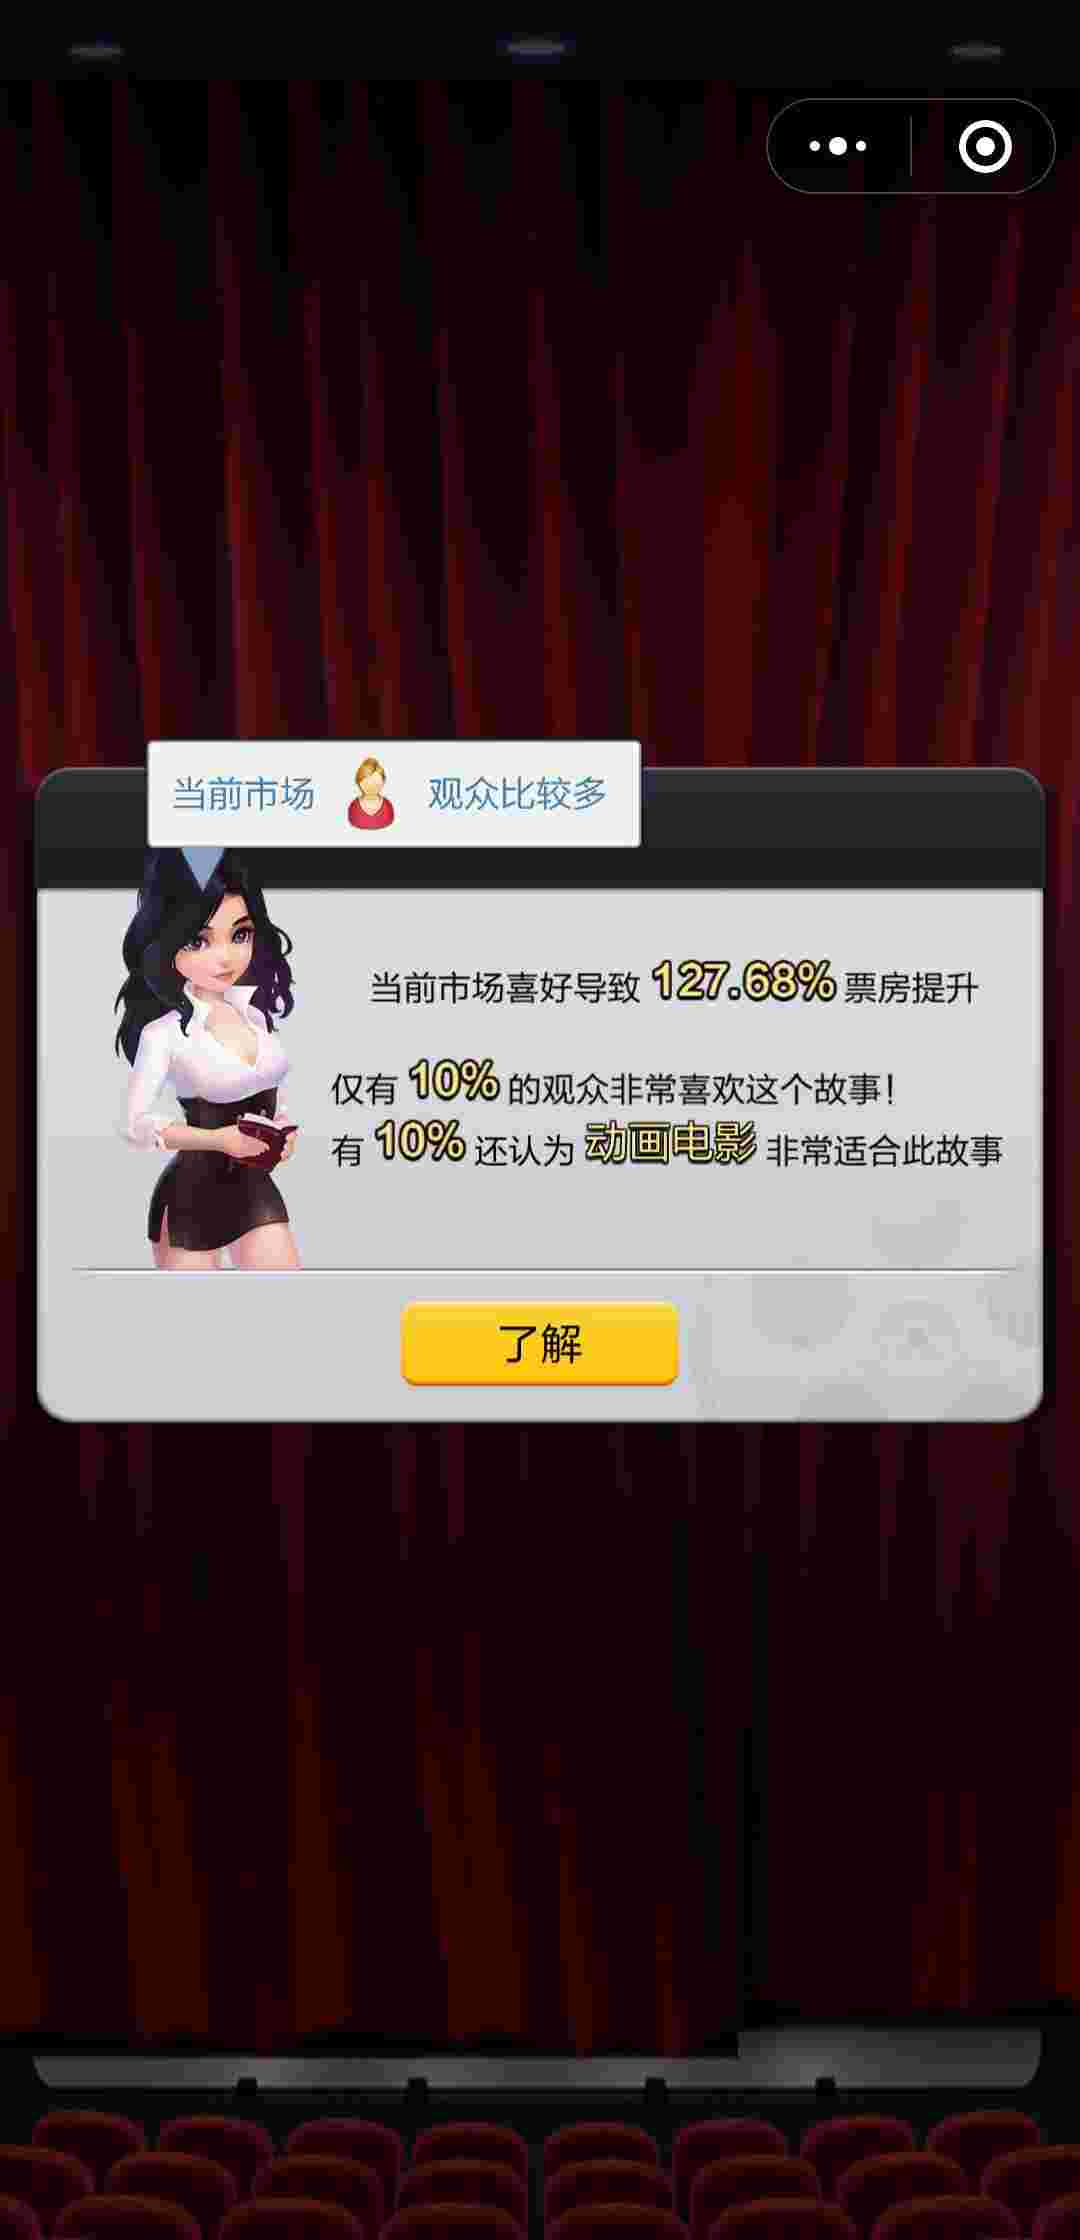 当前市场 观众比较多
当前市场喜好导致 127.68% 票房提升
仅有 10% 的观众非常喜欢这个故事！
有 10% 还认为 动画电影 非常适合此故事
了解